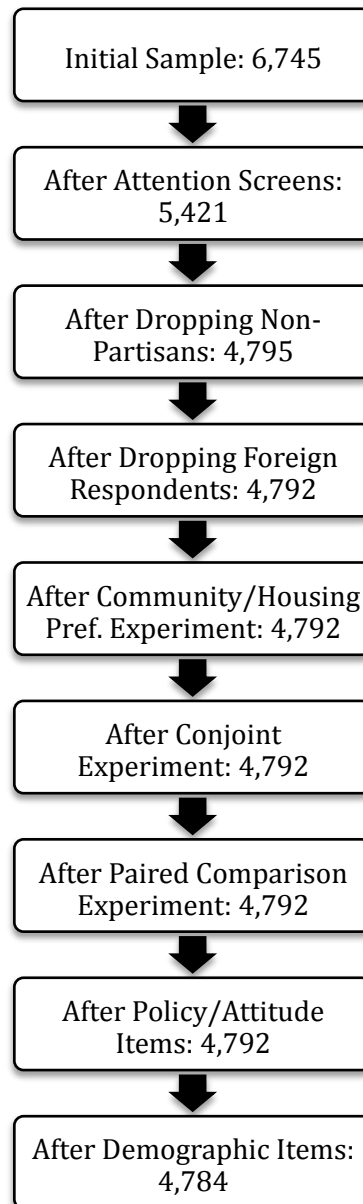 Initial Sample: 6,745
After Attention Screens:
5,421
After Dropping Non-
Partisans: 4,795
After Dropping Foreign
Respondents: 4,792
After Community/Housing
Pref. Experiment: 4,792
After Conjoint
Experiment: 4,792
After Paired Comparison
Experiment: 4,792
After Policy/Attitude
Items: 4,792
After Demographic Items:
4,784